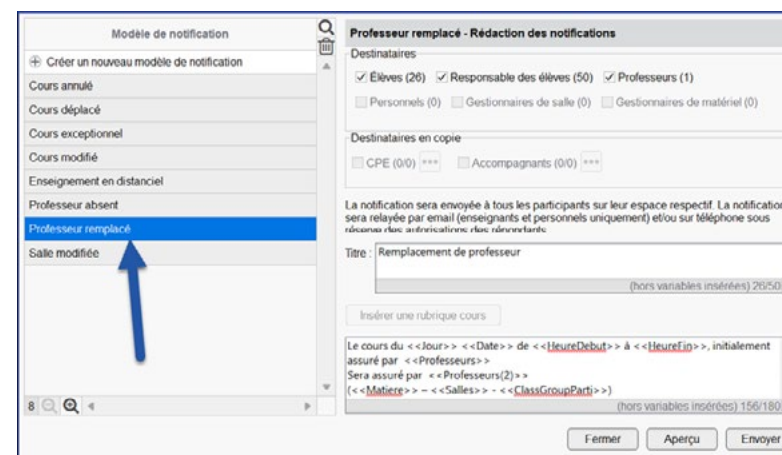 Modèle de notification
Créer un nouveau modèle de notification
Cours annulé
Cours déplacé
Cours exceptionnel
Cours modifié
Enseignement en distanciel
Professeur absent
Professeur remplacé
Salle modifiée
8
Professeur remplacé - Rédaction des notifications
Destinataires
Élèves (26) Responsable des élèves (50) Professeurs (1)
Personnels (0) Gestionnaires de salle (0) Gestionnaires de matériel (0)
Destinataires en copie
CPE (0/0) ••• Accompagnants (0/0) •••
La notification sera envoyée à tous les participants sur leur espace respectif. La notification
sera relayée par email (enseignants et personnels uniquement) et/ou sur téléphone sous
réserve des autorisations des répondants
Titre : Remplacement de professeur
(hors variables insérées) 26/50
Insérer une rubrique cours
Le cours du <<Jour>> <<Date>> de <<HeureDebut>> à <<HeureFin>>, initialement
assuré par <<Professeurs>>
Sera assuré par <<Professeurs(2)>>
(<<Matiere>> – <<Salles>> - <<ClassGroupParti>>)
(hors variables insérées) 156/180
Fermer Aperçu Envoyer